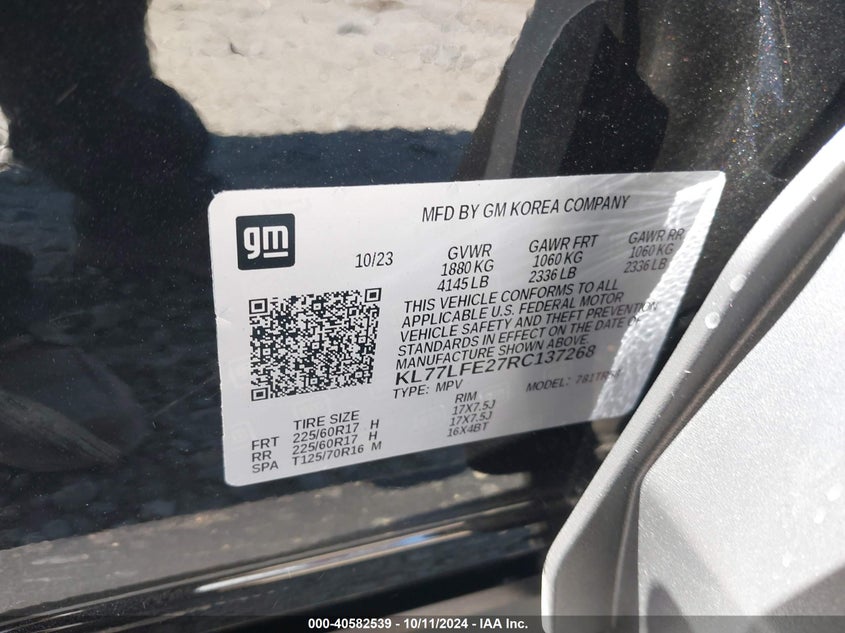 gm
MFD BY GM KOREA COMPANY
10/23
GVWR
1880 KG
4145 LB
GAWR FRT
1060 KG
2336 LB
GAWR RR
1060 KG
2336 LB
THIS VEHICLE CONFORMS TO ALL
APPLICABLE U.S. FEDERAL MOTOR
VEHICLE SAFETY AND THEFT PREVENTION
STANDARDS IN EFFECT ON THE DATE OF
MANUFACTURE SHOWN ABOVE.
KL77LFE27RC137268
TYPE: MPV
MODEL:
TIRE SIZE
RIM
FRT 225/60R17 H 17X7.5J
RR 225/60R17 H 17X7.5J
SPA T125/70R16 M 16X4BT
000-40582539 - 10/11/2024 - IAA Inc.